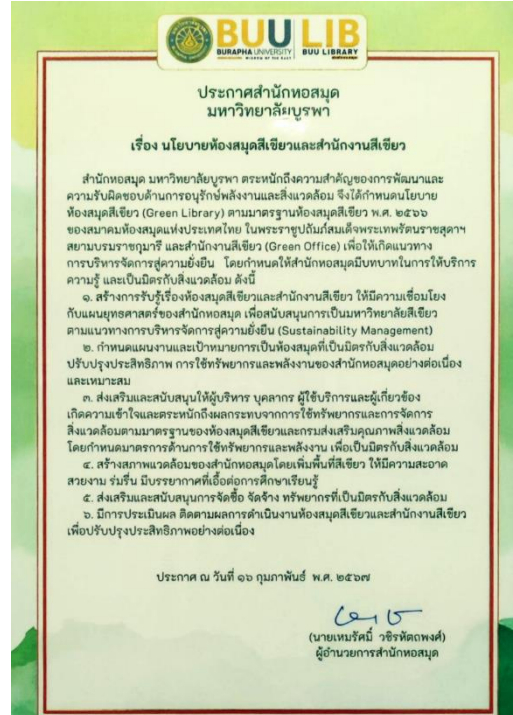 BUU LIB
BURAPHA UNIVERSITY BUU LIBRARY
WISDOM OF THE EAST
ประกาศสำนักหอสมุด
มหาวิทยาลัยบูรพา
เรื่อง นโยบายห้องสมุดสีเขียวและสำนักงานสีเขียว
สำนักหอสมุด มหาวิทยาลัยบูรพา ตระหนักถึงความสำคัญของการพัฒนาและ
ความรับผิดชอบด้านการอนุรักษ์พลังงานและสิ่งแวดล้อม จึงได้กำหนดนโยบาย
ห้องสมุดสีเขียว (Green Library) ตามมาตรฐานห้องสมุดสีเขียว พ.ศ. ๒๕๖๖
ของสมาคมห้องสมุดแห่งประเทศไทย ในพระราชูปถัมภ์สมเด็จพระเทพรัตนราชสุดาฯ
สยามบรมราชกุมารี และสำนักงานสีเขียว (Green Office) เพื่อให้เกิดแนวทาง
การบริหารจัดการสู่ความยั่งยืน โดยกำหนดให้สำนักหอสมุดมีบทบาทในการให้บริการ
ความรู้ และเป็นมิตรกับสิ่งแวดล้อม ดังนี้
๑. สร้างการรับรู้เรื่องห้องสมุดสีเขียวและสำนักงานสีเขียว ให้มีความเชื่อมโยง
กับแผนยุทธศาสตร์ของสำนักหอสมุด เพื่อสนับสนุนการเป็นมหาวิทยาลัยสีเขียว
ตามแนวทางการบริหารจัดการสู่ความยั่งยืน (Sustainability Management)
๒. กำหนดแผนงานและเป้าหมายการเป็นห้องสมุดที่เป็นมิตรกับสิ่งแวดล้อม
ปรับปรุงประสิทธิภาพ การใช้ทรัพยากรและพลังงานของสำนักหอสมุดอย่างต่อเนื่อง
และเหมาะสม
๓. ส่งเสริมและสนับสนุนให้ผู้บริหาร บุคลากร ผู้ใช้บริการและผู้เกี่ยวข้อง
เกิดความเข้าใจและตระหนักถึงผลกระทบจากการใช้ทรัพยากรและการจัดการ
สิ่งแวดล้อมตามมาตรฐานของห้องสมุดสีเขียวและกรมส่งเสริมคุณภาพสิ่งแวดล้อม
โดยกำหนดมาตรการด้านการใช้ทรัพยากรและพลังงาน เพื่อเป็นมิตรกับสิ่งแวดล้อม
๔. สร้างสภาพแวดล้อมของสำนักหอสมุดโดยเพิ่มพื้นที่สีเขียว ให้มีความสะอาด
สวยงาม ร่มรื่น มีบรรยากาศที่เอื้อต่อการศึกษาเรียนรู้
๕. ส่งเสริมและสนับสนุนการจัดซื้อ จัดจ้าง ทรัพยากรที่เป็นมิตรกับสิ่งแวดล้อม
๖. มีการประเมินผล ติดตามผลการดำเนินงานห้องสมุดสีเขียวและสำนักงานสีเขียว
เพื่อปรับปรุงประสิทธิภาพอย่างต่อเนื่อง
ประกาศ ณ วันที่ ๑๖ กุมภาพันธ์ พ.ศ. ๒๕๖๗
(นายเหมรัศมิ์ วชิรหัตถพงศ์)
ผู้อำนวยการสำนักหอสมุด